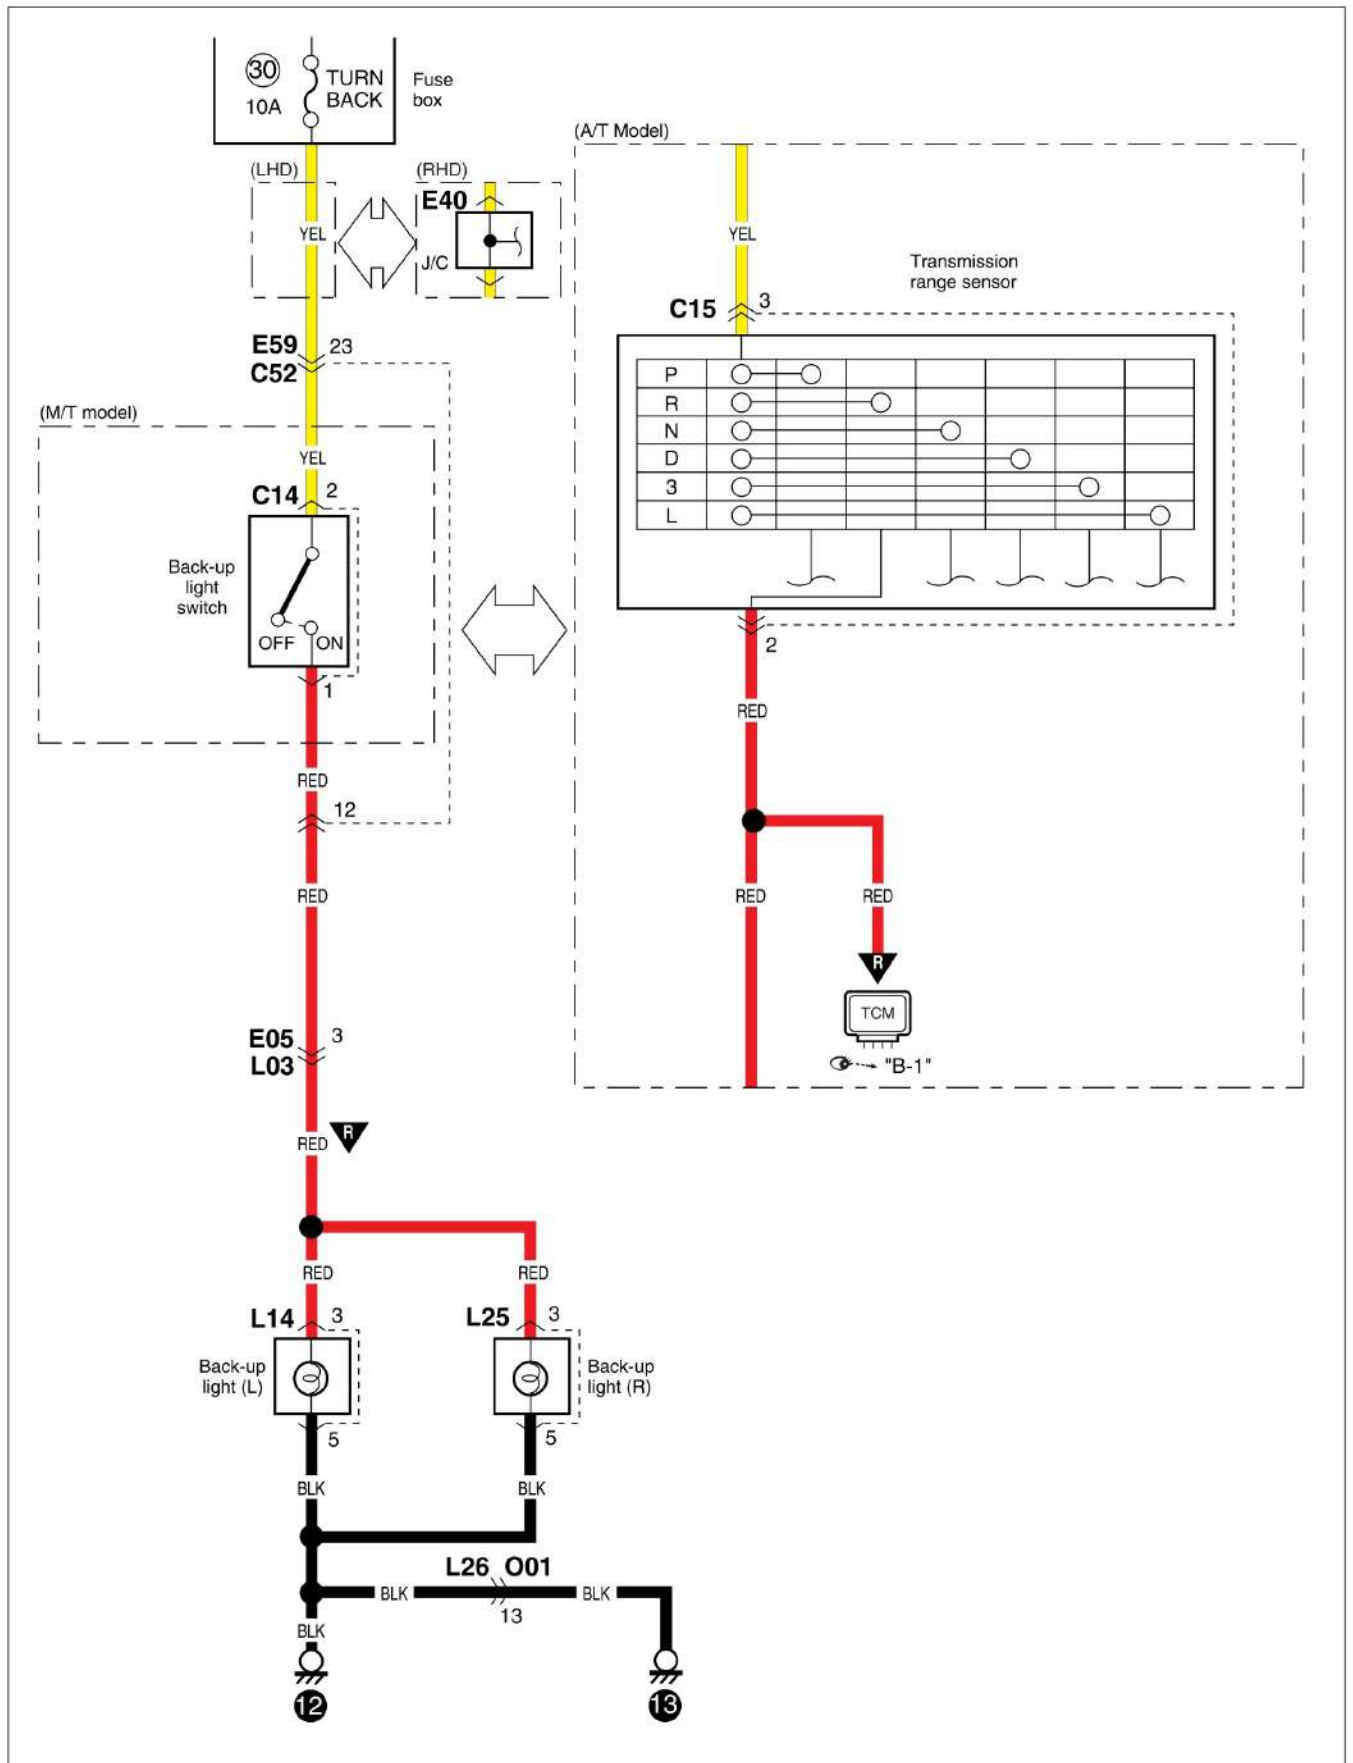 30
10A
TURN
BACK
Fuse
box
(A/T Model)
(LHD)
(RHD)
E40
YEL
J/C
YEL
Transmission
range sensor
C15
3
E59
23
C52
P
R
N
D
3
L
(M/T model)
YEL
C14
2
Back-up
light
switch
OFF
ON
1
2
RED
RED
12
RED
RED
RED
R
TCM
"B-1"
E05
3
L03
RED
R
RED
RED
L14
3
L25
3
Back-up
light (L)
Back-up
light (R)
5
5
BLK
BLK
L26
O01
BLK
BLK
13
BLK
12
13